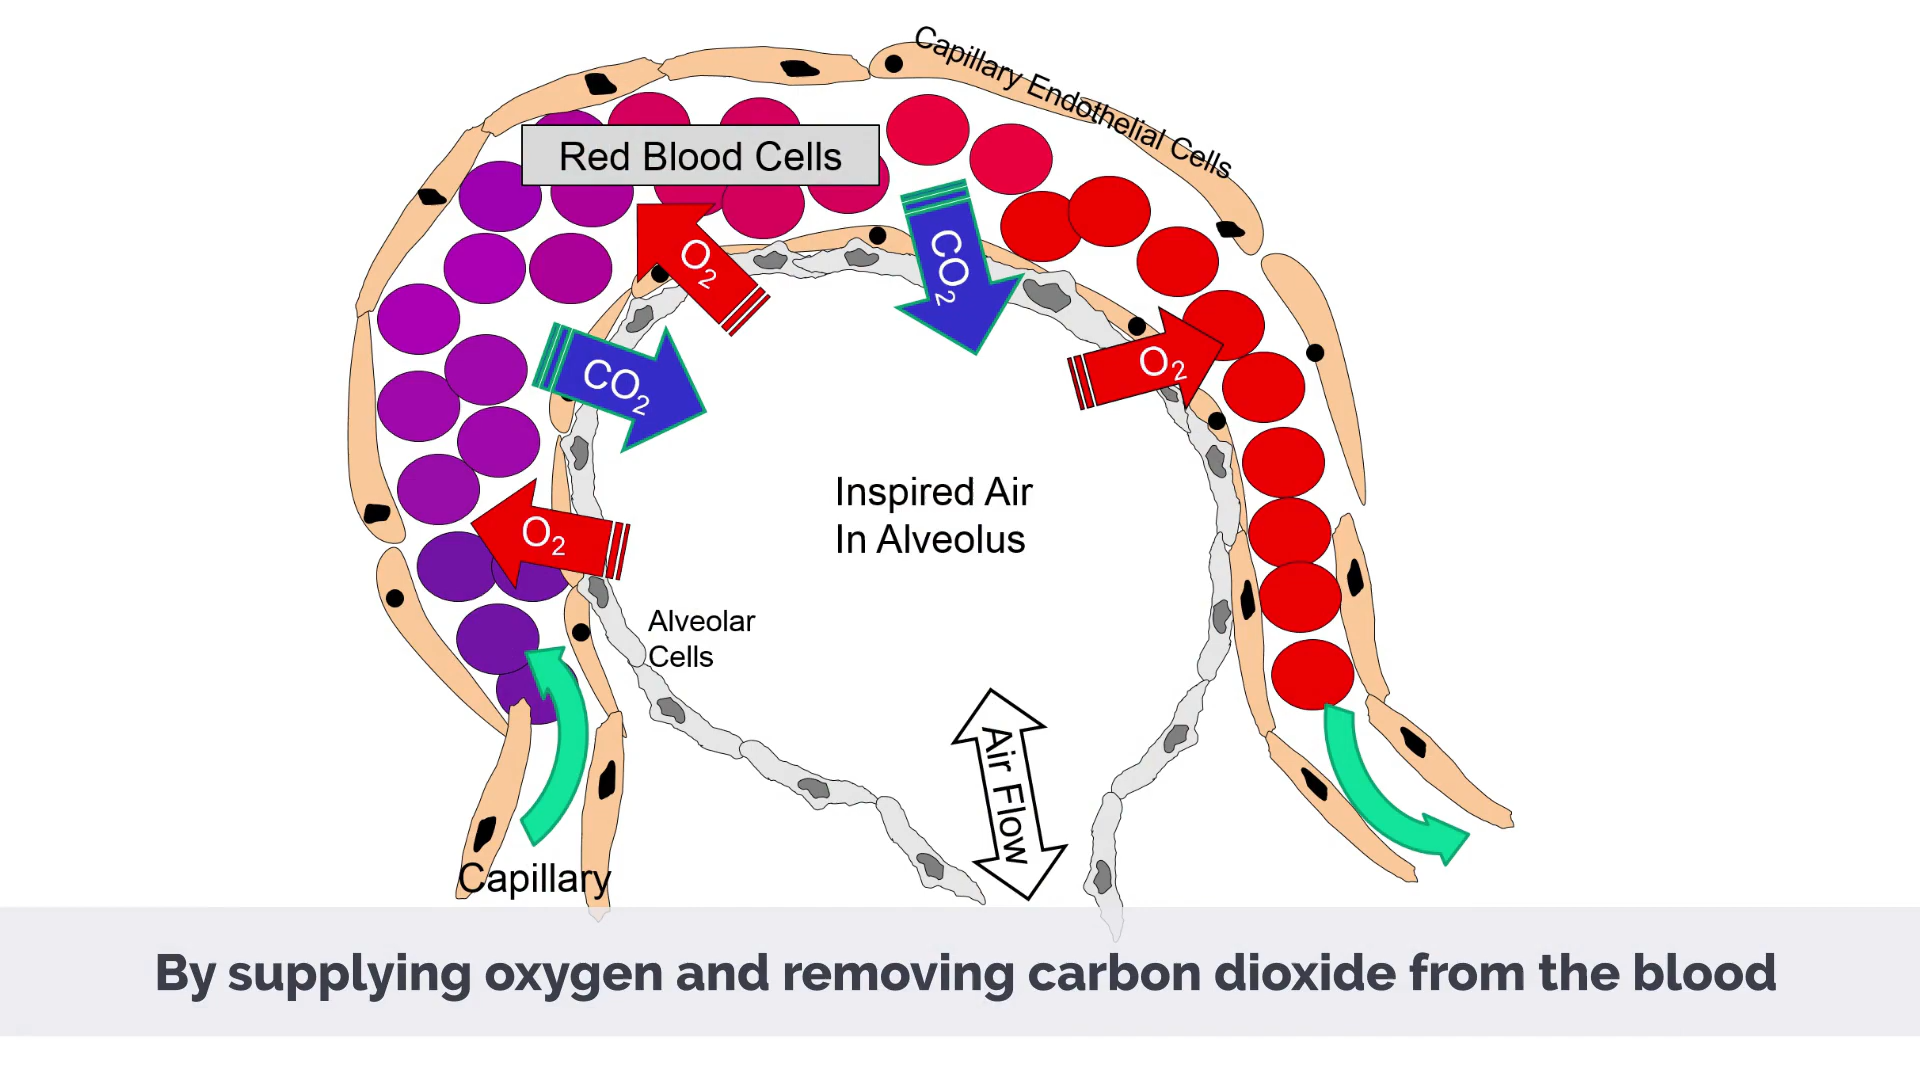 Capillary Endothelial Cells
Red Blood Cells
O2
CO2
CO2
O2
O2
Inspired Air
In Alveolus
Alveolar
Cells
Air Flow
Capillary
By supplying oxygen and removing carbon dioxide from the blood